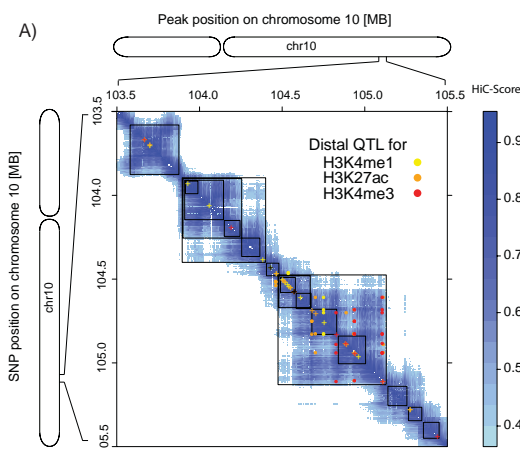 A)
Peak position on chromosome 10 [MB]
chr10
103.5 104.0 104.5 105.0 105.5
HiC-Score
SNP position on chromosome 10 [MB]
chr10
103.5
104.0
104.5
105.0
105.5
Distal QTL for
H3K4me1
H3K27ac
H3K4me3
0.9
0.8
0.7
0.6
0.5
0.4